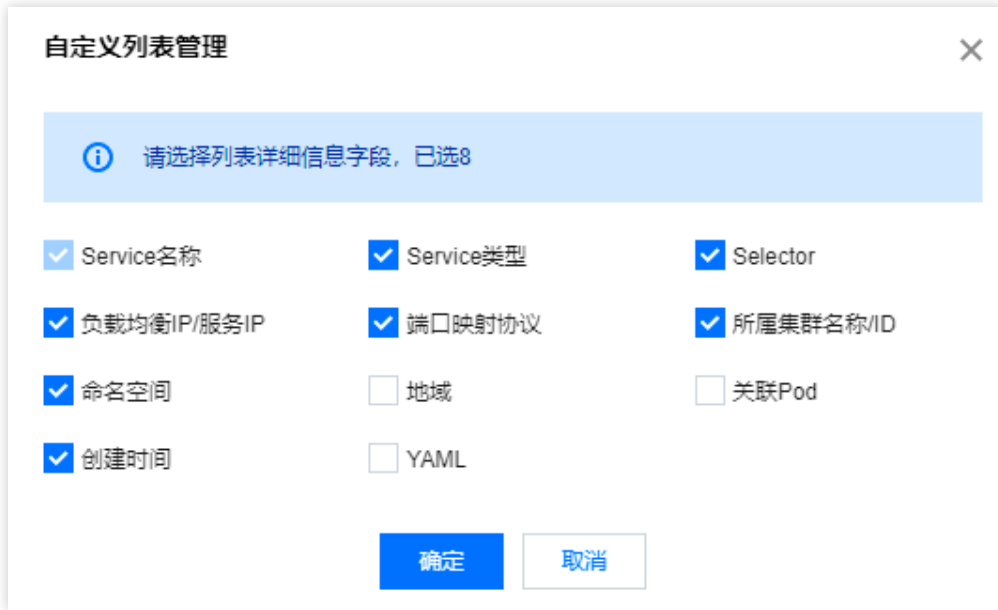 自定义列表管理
请选择列表详细信息字段，已选8
Service名称 Service类型 Selector
负载均衡IP/服务IP 端口映射协议 所属集群名称/ID
命名空间 地域 关联Pod
创建时间 YAML
确定 取消